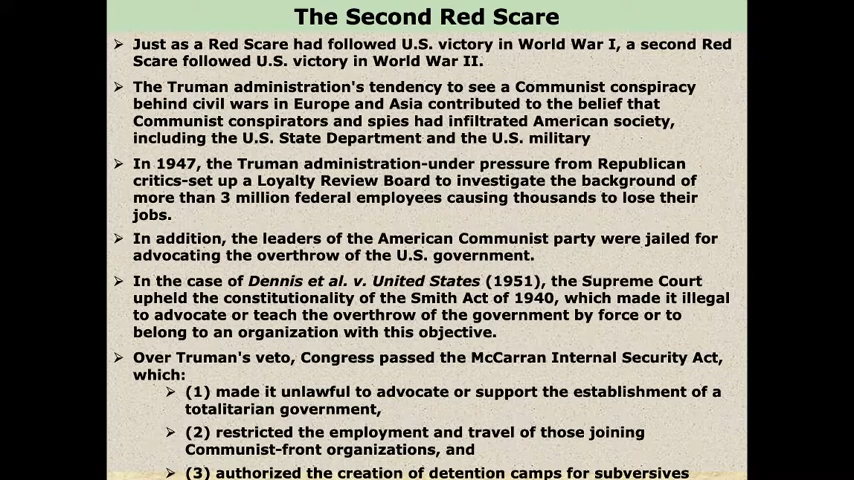 The Second Red Scare
➢ Just as a Red Scare had followed U.S. victory in World War I, a second Red
Scare followed U.S. victory in World War II.
➢ The Truman administration's tendency to see a Communist conspiracy
behind civil wars in Europe and Asia contributed to the belief that
Communist conspirators and spies had infiltrated American society,
including the U.S. State Department and the U.S. military
➢ In 1947, the Truman administration-under pressure from Republican
critics-set up a Loyalty Review Board to investigate the background of
more than 3 million federal employees causing thousands to lose their
jobs.
➢ In addition, the leaders of the American Communist party were jailed for
advocating the overthrow of the U.S. government.
➢ In the case of Dennis et al. v. United States (1951), the Supreme Court
upheld the constitutionality of the Smith Act of 1940, which made it illegal
to advocate or teach the overthrow of the government by force or to
belong to an organization with this objective.
➢ Over Truman's veto, Congress passed the McCarran Internal Security Act,
which:
➢ (1) made it unlawful to advocate or support the establishment of a
totalitarian government,
➢ (2) restricted the employment and travel of those joining
Communist-front organizations, and
➢ (3) authorized the creation of detention camps for subversives